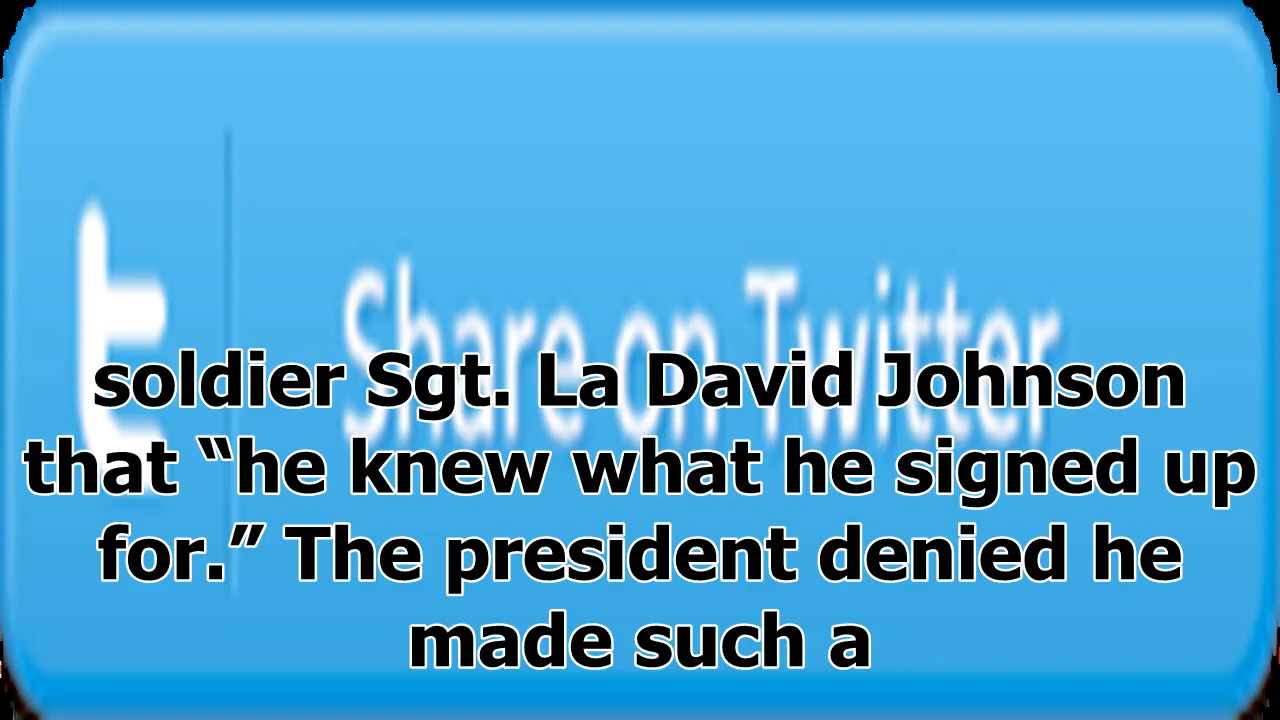 t Share on Twitter
soldier Sgt. La David Johnson
that “he knew what he signed up
for.” The president denied he
made such a